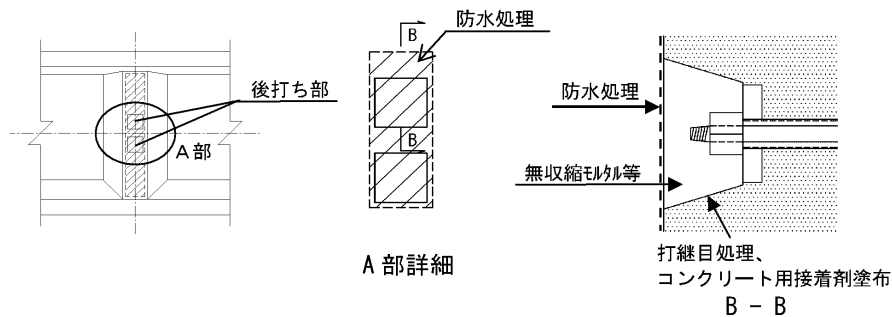 後打ち部
A部
防水処理
B
B
A部詳細
防水処理
無収縮ﾓﾙﾀﾙ等
打継目処理、
コンクリート用接着剤塗布
B － B